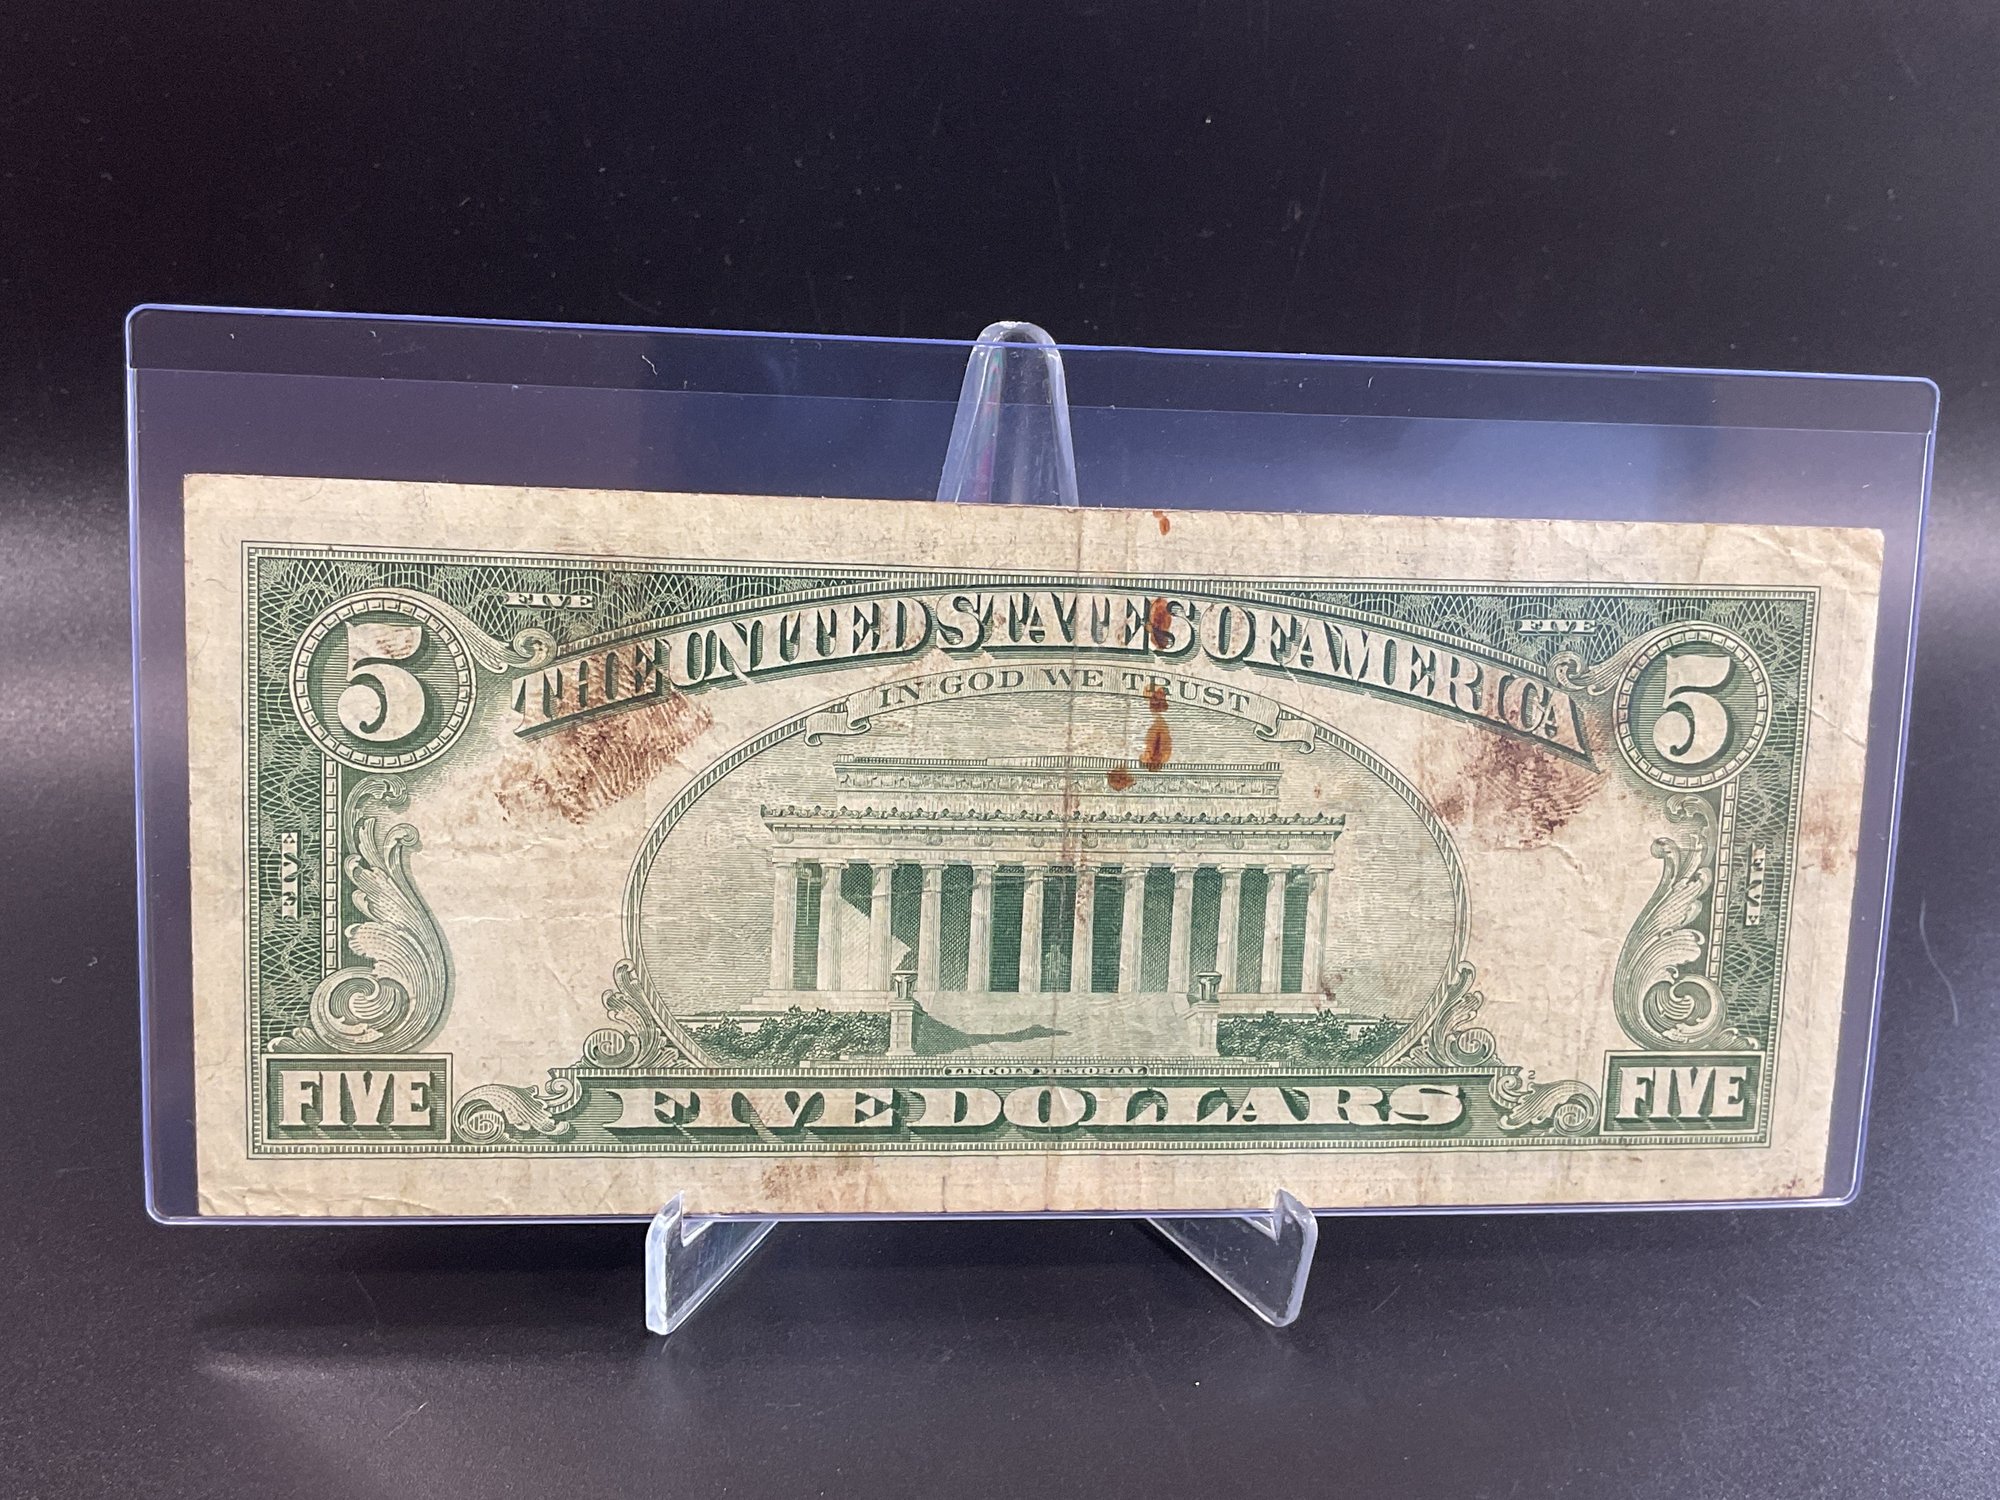 FIVE
FIVE
THE UNITED STATES OF AMERICA
5
5
IN GOD WE TRUST
FIVE
FIVE
LINCOLN MEMORIAL
2
FIVE
FIVE DOLLARS
FIVE